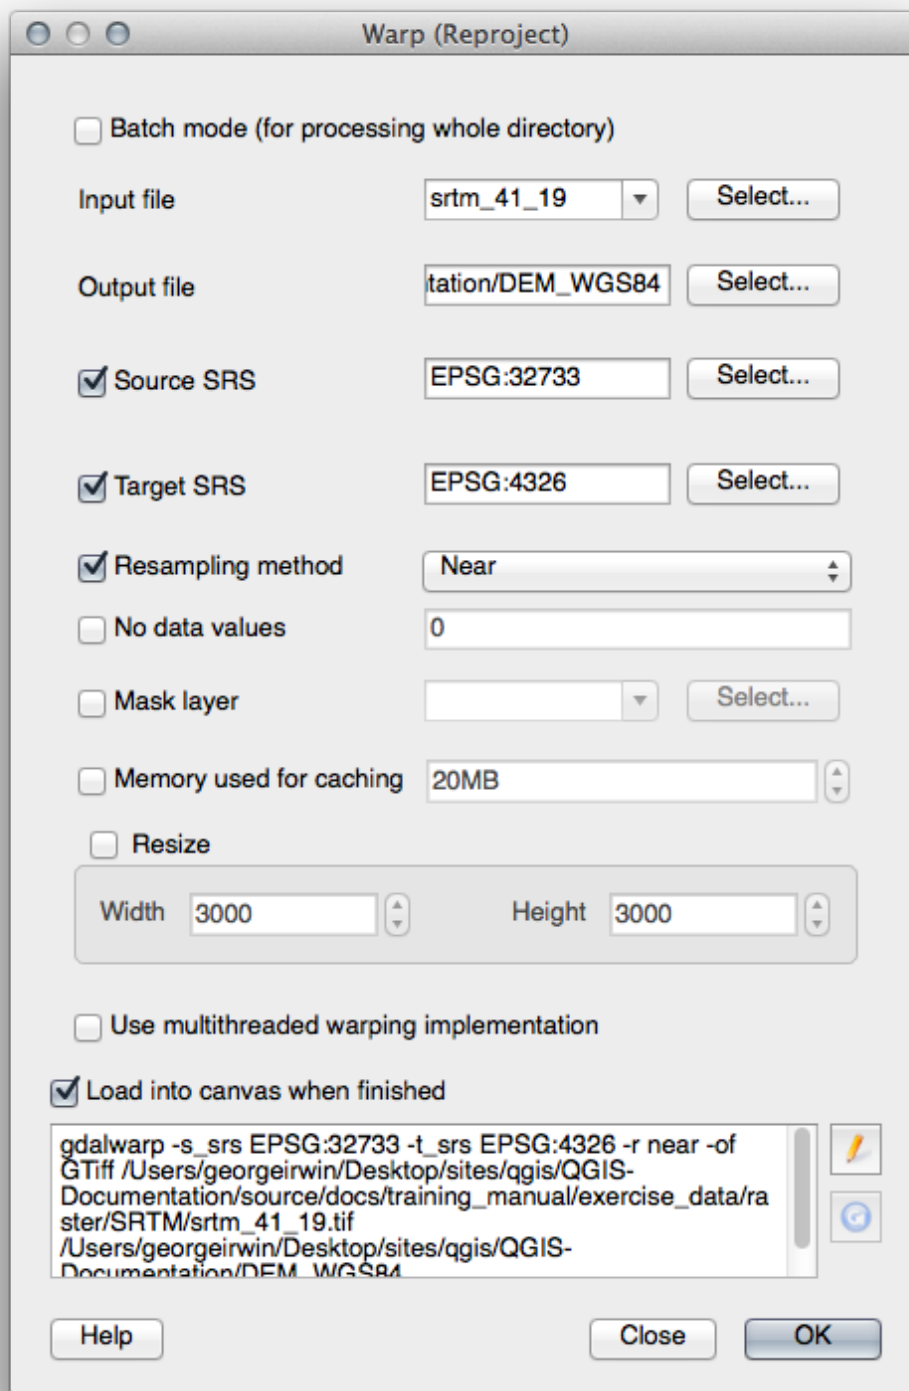 Warp (Reproject)
Batch mode (for processing whole directory)
Input file srtm_41_19 Select...
Output file tation/DEM_WGS84 Select...
Source SRS EPSG:32733 Select...
Target SRS EPSG:4326 Select...
Resampling method Near
No data values 0
Mask layer Select...
Memory used for caching 20MB
Resize
Width 3000 Height 3000
Use multithreaded warping implementation
Load into canvas when finished
gdalwarp -s_srs EPSG:32733 -t_srs EPSG:4326 -r near -of
GTiff /Users/georgeirwin/Desktop/sites/qgis/QGIS-
Documentation/source/docs/training_manual/exercise_data/ra
ster/SRTM/srtm_41_19.tif
/Users/georgeirwin/Desktop/sites/qgis/QGIS-
Documentation/DEM_WGS84
Help Close OK